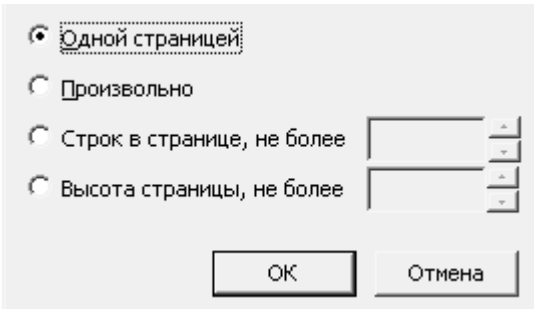 Одной страницей
Произвольно
Строк в странице, не более
Высота страницы, не более
ОК
Отмена